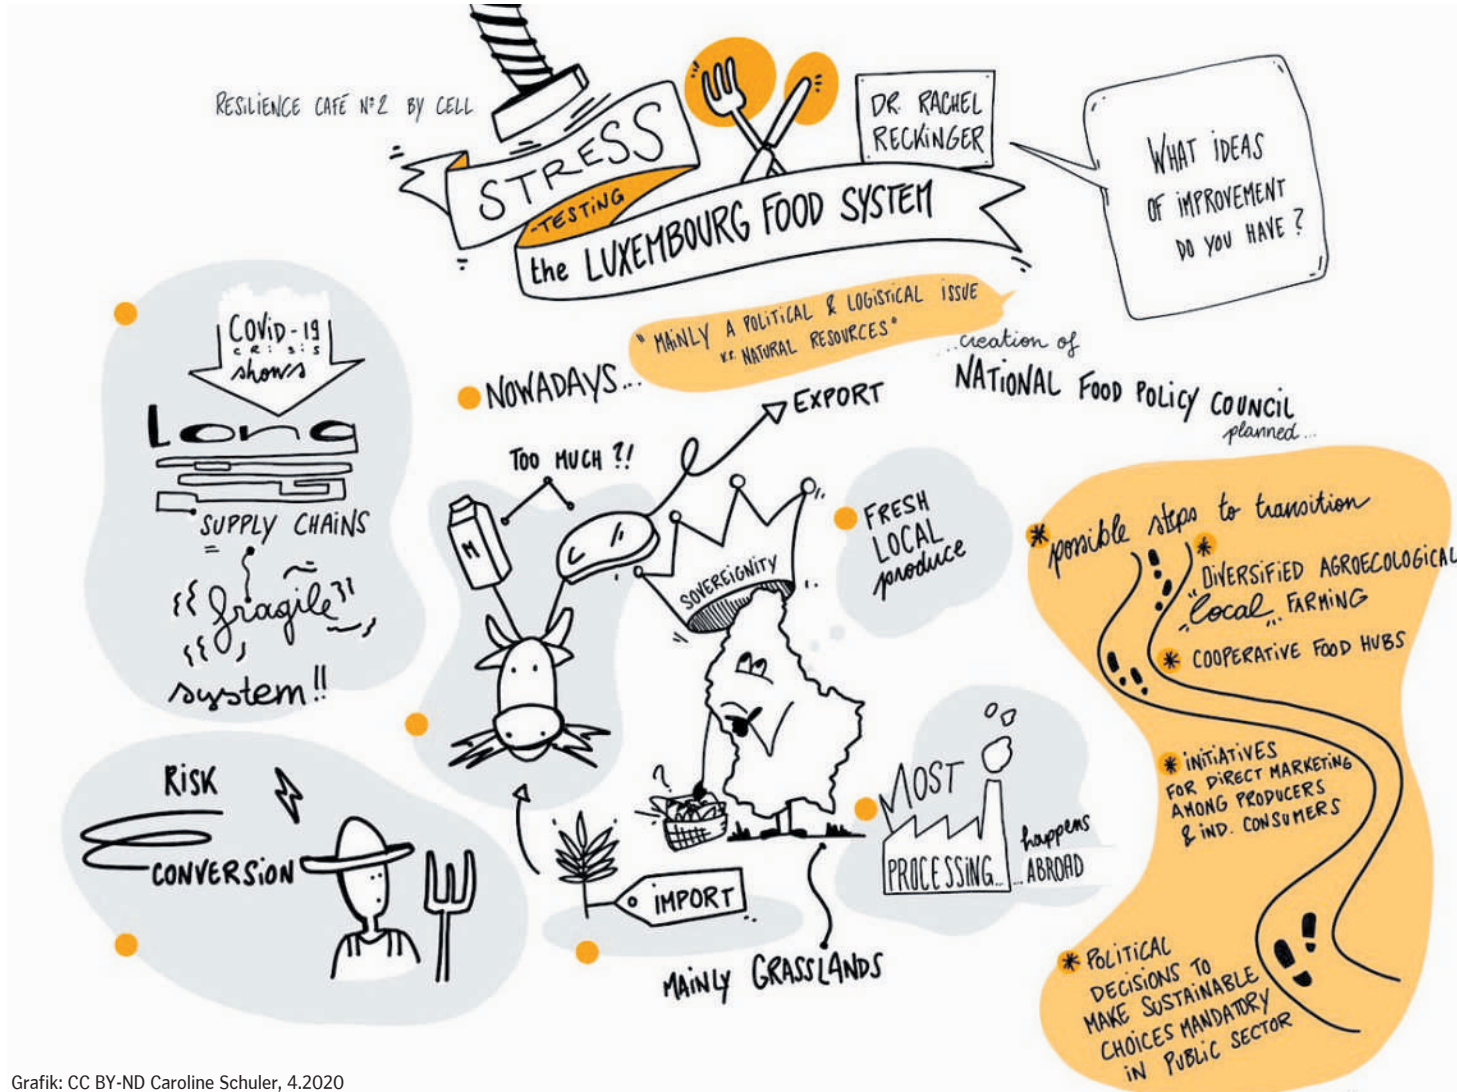 RESILIENCE CAFÉ N°2 BY CELL
STRESS
-TESTING
the LUXEMBOURG FOOD SYSTEM
DR. RACHEL
RECKINGER
WHAT IDEAS
OF IMPROVEMENT
DO YOU HAVE?
"MAINLY A POLITICAL & LOGISTICAL ISSUE
v.s. NATURAL RESOURCES"
COVID-19
CRISIS
shows
Long
SUPPLY CHAINS
fragile
system!!
NOWADAYS...
TOO MUCH ?!
EXPORT
...creation of
NATIONAL FOOD POLICY COUNCIL
planned...
M
SOVEREIGNITY
FRESH
LOCAL
produce
* possible steps to transition
* DIVERSIFIED AGROECOLOGICAL
"local" FARMING
* COOPERATIVE FOOD HUBS
* INITIATIVES
FOR DIRECT MARKETING
AMONG PRODUCERS
& IND. CONSUMERS
* POLITICAL
DECISIONS TO
MAKE SUSTAINABLE
CHOICES MANDATORY
IN PUBLIC SECTOR
RISK
CONVERSION
?
IMPORT
MAINLY GRASSLANDS
MOST
PROCESSING...
happens
...ABROAD
Grafik: CC BY-ND Caroline Schuler, 4.2020